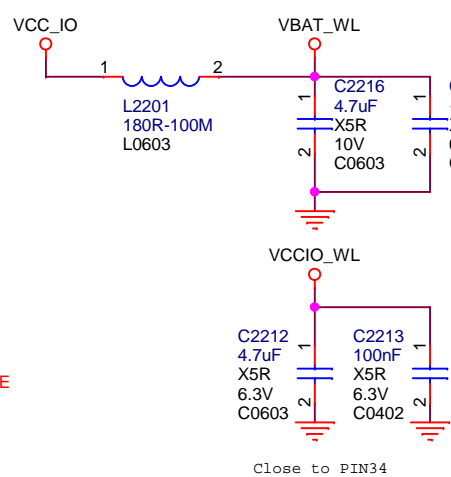 VCC_IO
VBAT_WL
1
2
L2201
180R-100M
L0603
C2216
4.7uF
X5R
10V
C0603
1
2
1
2
VCCIO_WL
C2212
4.7uF
X5R
6.3V
C0603
1
2
C2213
100nF
X5R
6.3V
C0402
1
2
E
Close to PIN34